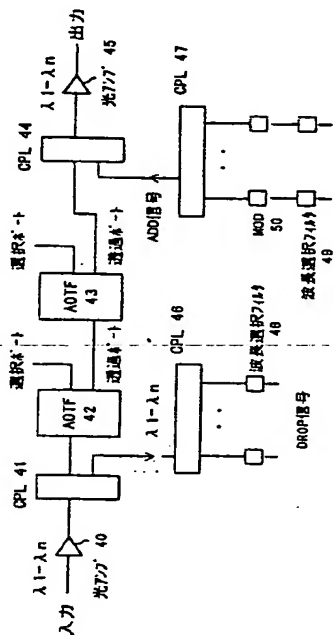 入力
λ1-λn
光アンプ 40
CPL 41
選択ポート
AOTF
42
透過ポート
選択ポート
AOTF
43
透過ポート
CPL 44
λ1-λn
光アンプ 45
出力
λ1-λn
CPL 46
波長選択フィルタ
48
DROP信号
ADD信号
CPL 47
MOD
50
波長選択フィルタ
49